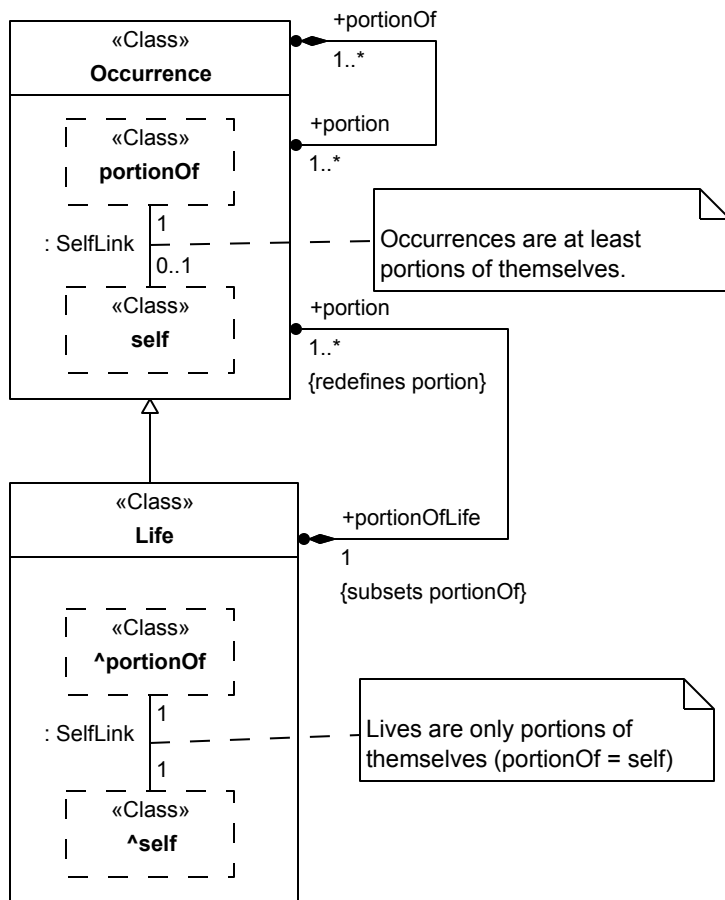 «Class»
Occurrence
+portionOf
1..*
«Class»
portionOf
+portion
1..*
1
: SelfLink
0..1
Occurrences are at least
portions of themselves.
«Class»
self
+portion
1..*
{redefines portion}
«Class»
Life
+portionOfLife
1
{subsets portionOf}
«Class»
^portionOf
1
: SelfLink
1
Lives are only portions of
themselves (portionOf = self)
«Class»
^self